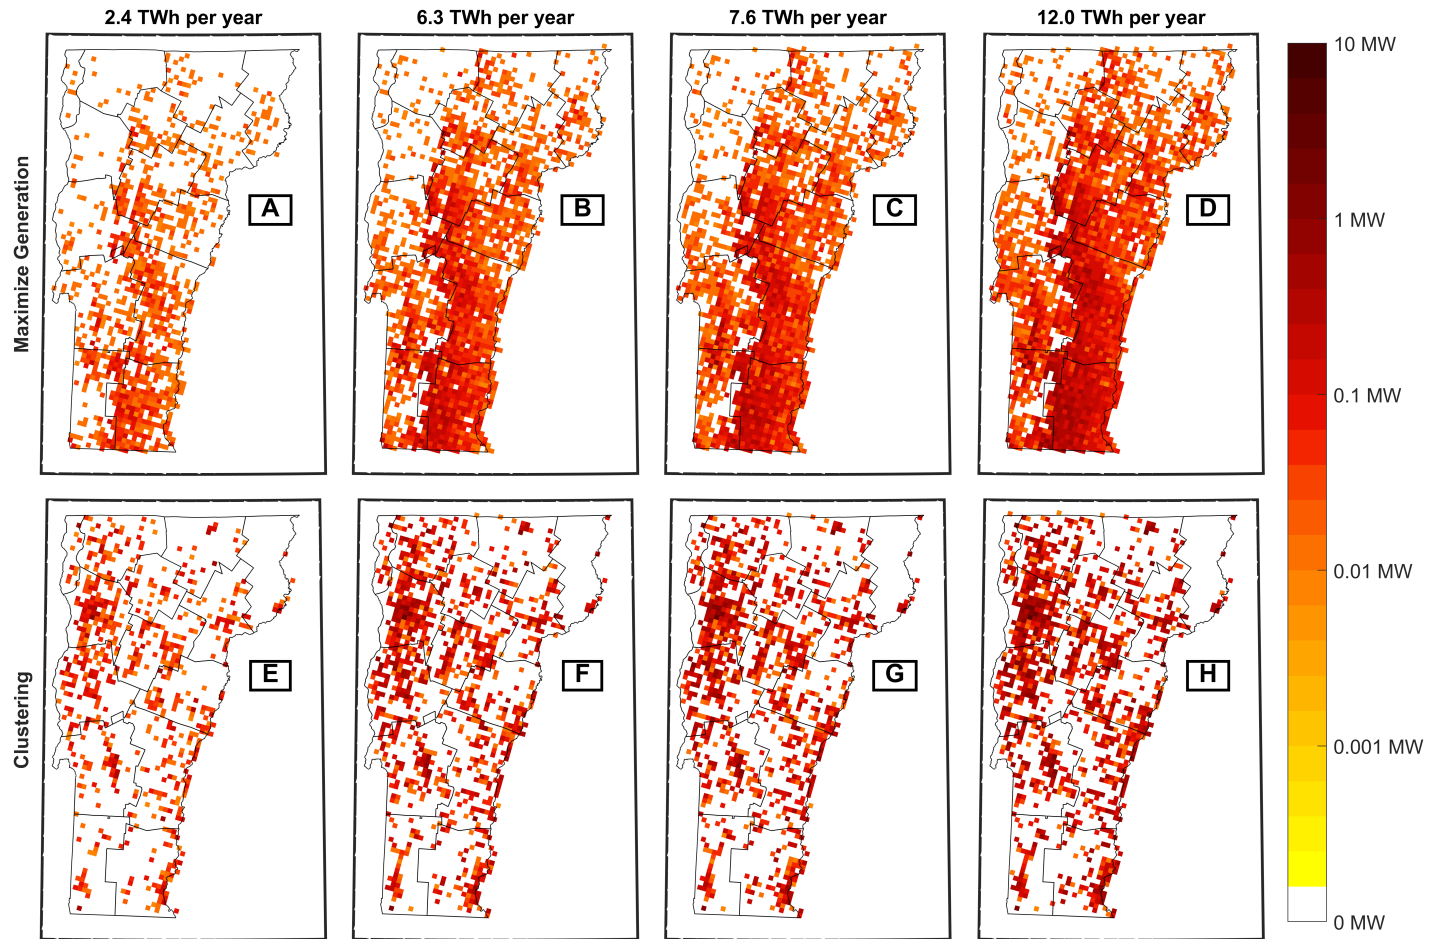 2.4 TWh per year
6.3 TWh per year
7.6 TWh per year
12.0 TWh per year
Maximize Generation
A
B
C
D
10 MW
1 MW
0.1 MW
0.01 MW
0.001 MW
0 MW
Clustering
E
F
G
H